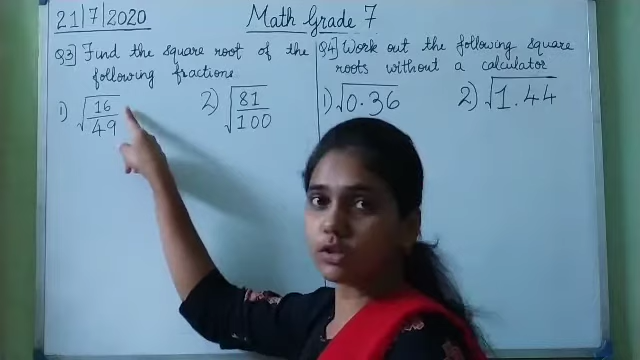 21/7/2020 Math Grade 7
Q3] Find the square root of the
following fractions
1) √16/49 2) √81/100
Q4] Work out the following square
roots without a calculator
1) √0.36 2) √1.44